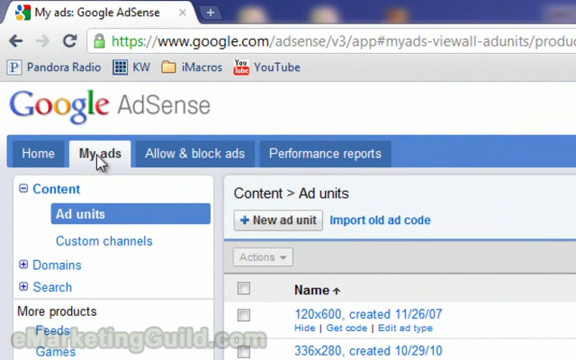 My ads: Google AdSense
https://www.google.com/adsense/v3/app#myads-viewall-adunits/produ
Pandora Radio KW iMacros YouTube
Google AdSense
Home My ads Allow & block ads Performance reports
Content
Ad units
Custom channels
Domains
Search
More products
Feeds
Games
Content > Ad units
+ New ad unit Import old ad code
Actions
Name
120x600, created 11/26/07
Hide | Get code | Edit ad type
336x280, created 10/29/10
eMarketingGuild.com